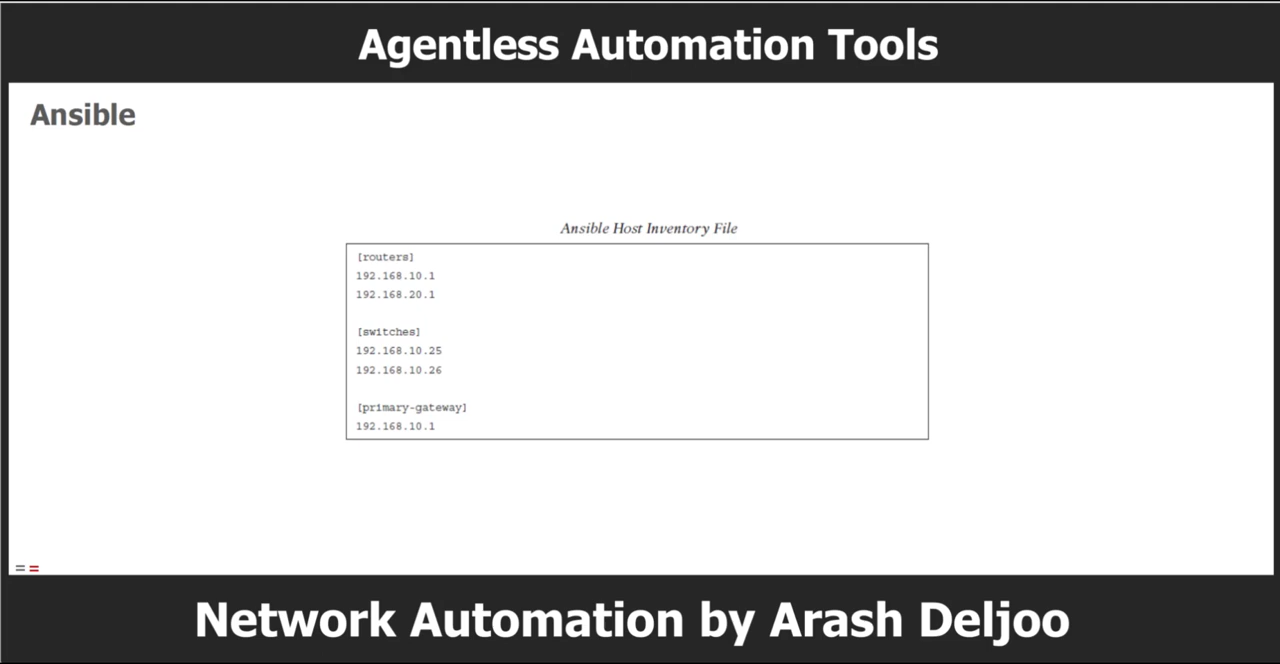 Agentless Automation Tools
Ansible
Ansible Host Inventory File
[routers]
192.168.10.1
192.168.20.1
[switches]
192.168.10.25
192.168.10.26
[primary-gateway]
192.168.10.1
Network Automation by Arash Deljoo